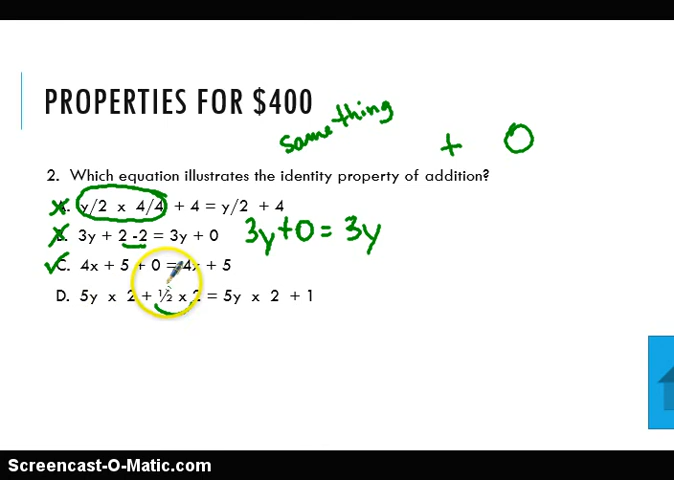 PROPERTIES FOR $400
something
+ 0
2. Which equation illustrates the identity property of addition?
A. y/2 x 4/4 + 4 = y/2 + 4
B. 3y + 2 -2 = 3y + 0
3y+0=3y
C. 4x + 5 + 0 = 4x + 5
D. 5y x 2 + ½ x 2 = 5y x 2 + 1
Screencast-O-Matic.com